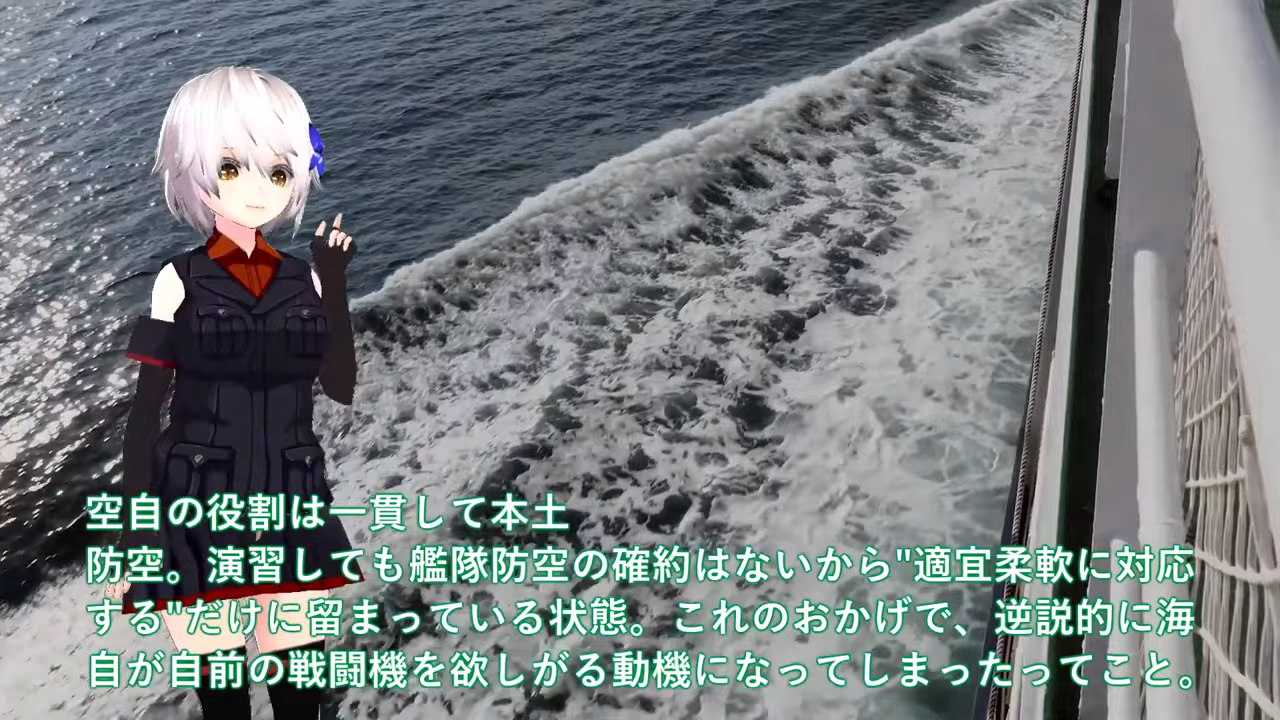 空自の役割は一貫して本土
防空。演習しても艦隊防空の確約はないから"適宜柔軟に対応
する"だけに留まっている状態。これのおかげで、逆説的に海
自が自前の戦闘機を欲しがる動機になってしまったってこと。